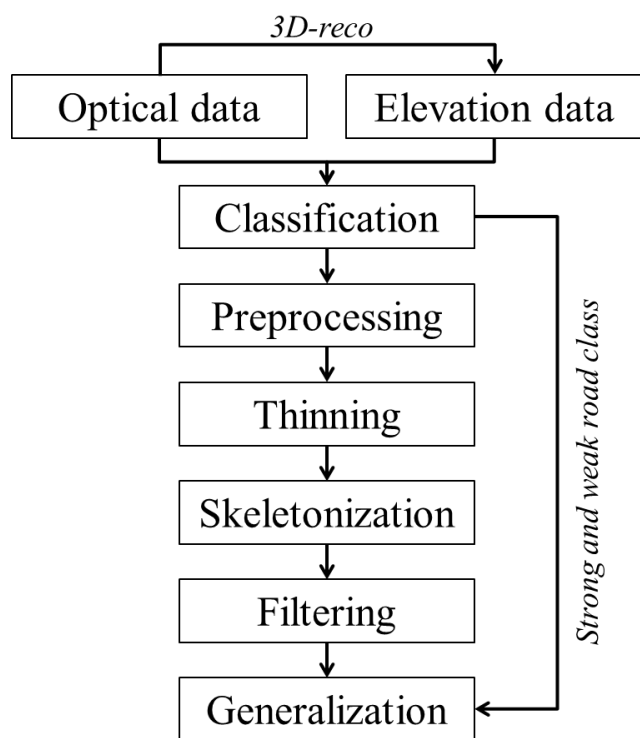 3D-reco
Optical data
Elevation data
Classification
Preprocessing
Thinning
Skeletonization
Filtering
Generalization
Strong and weak road class